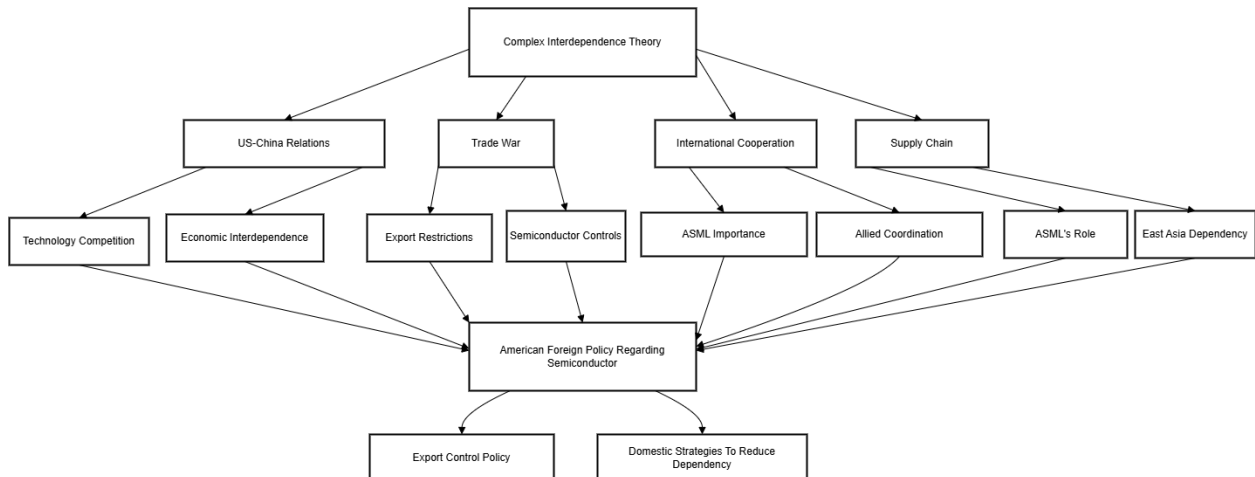 Complex Interdependence Theory
US-China Relations
Trade War
International Cooperation
Supply Chain
Technology Competition
Economic Interdependence
Export Restrictions
Semiconductor Controls
ASML Importance
Allied Coordination
ASML's Role
East Asia Dependency
American Foreign Policy Regarding
Semiconductor
Export Control Policy
Domestic Strategies To Reduce
Dependency